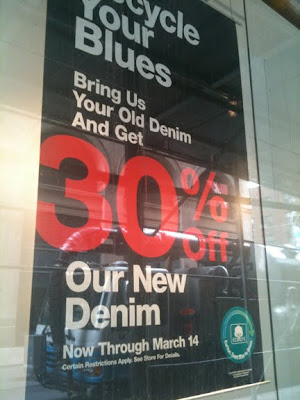 ecycle
Your
Blues
Bring Us
Your Old Denim
And Get
30%
Off
Our New
Denim
Now Through March 14
Certain Restrictions Apply. See Store For Details.